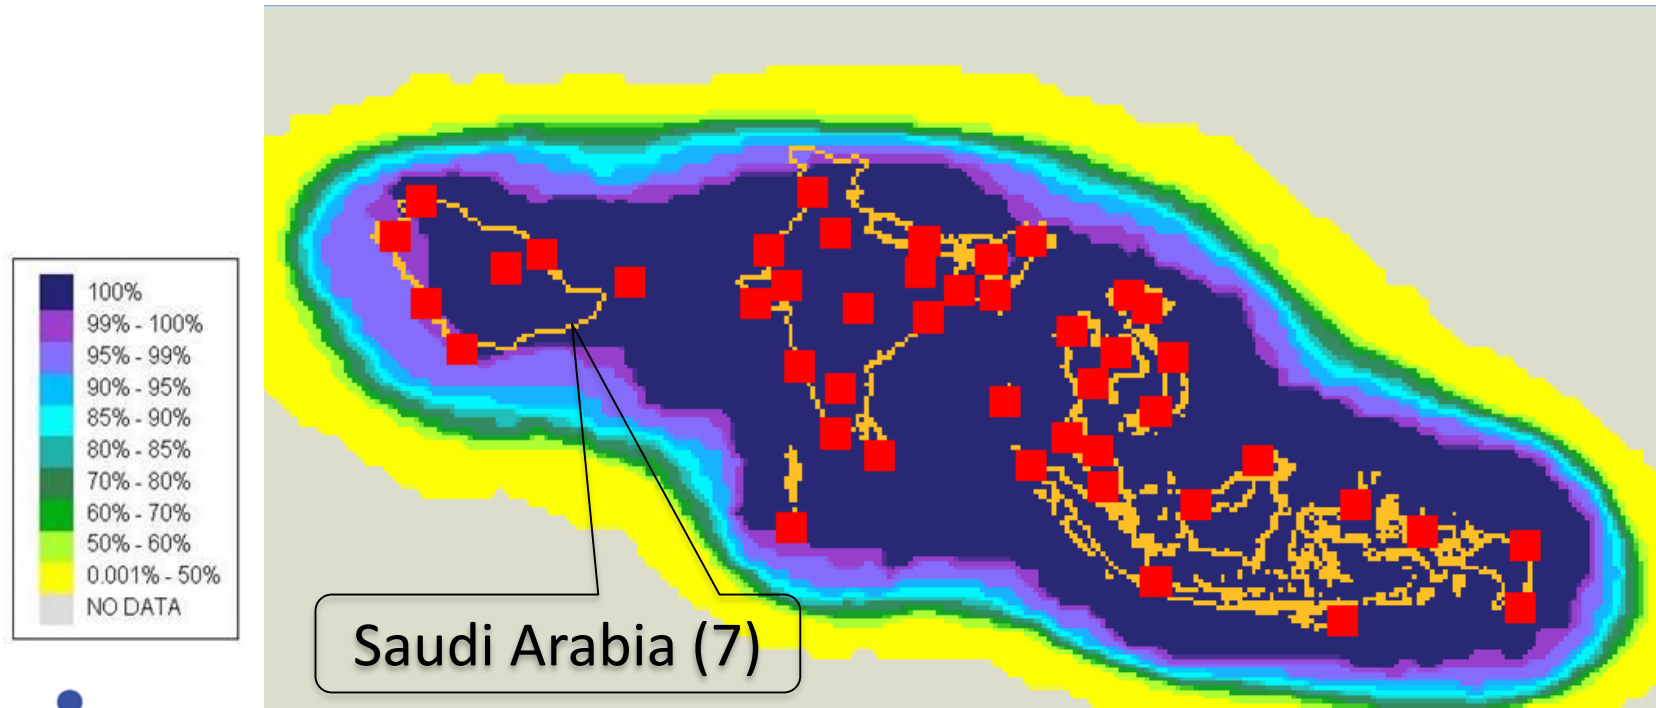 100%
99% - 100%
95% - 99%
90% - 95%
85% - 90%
80% - 85%
70% - 80%
60% - 70%
50% - 60%
0.001% - 50%
NO DATA
Saudi Arabia (7)